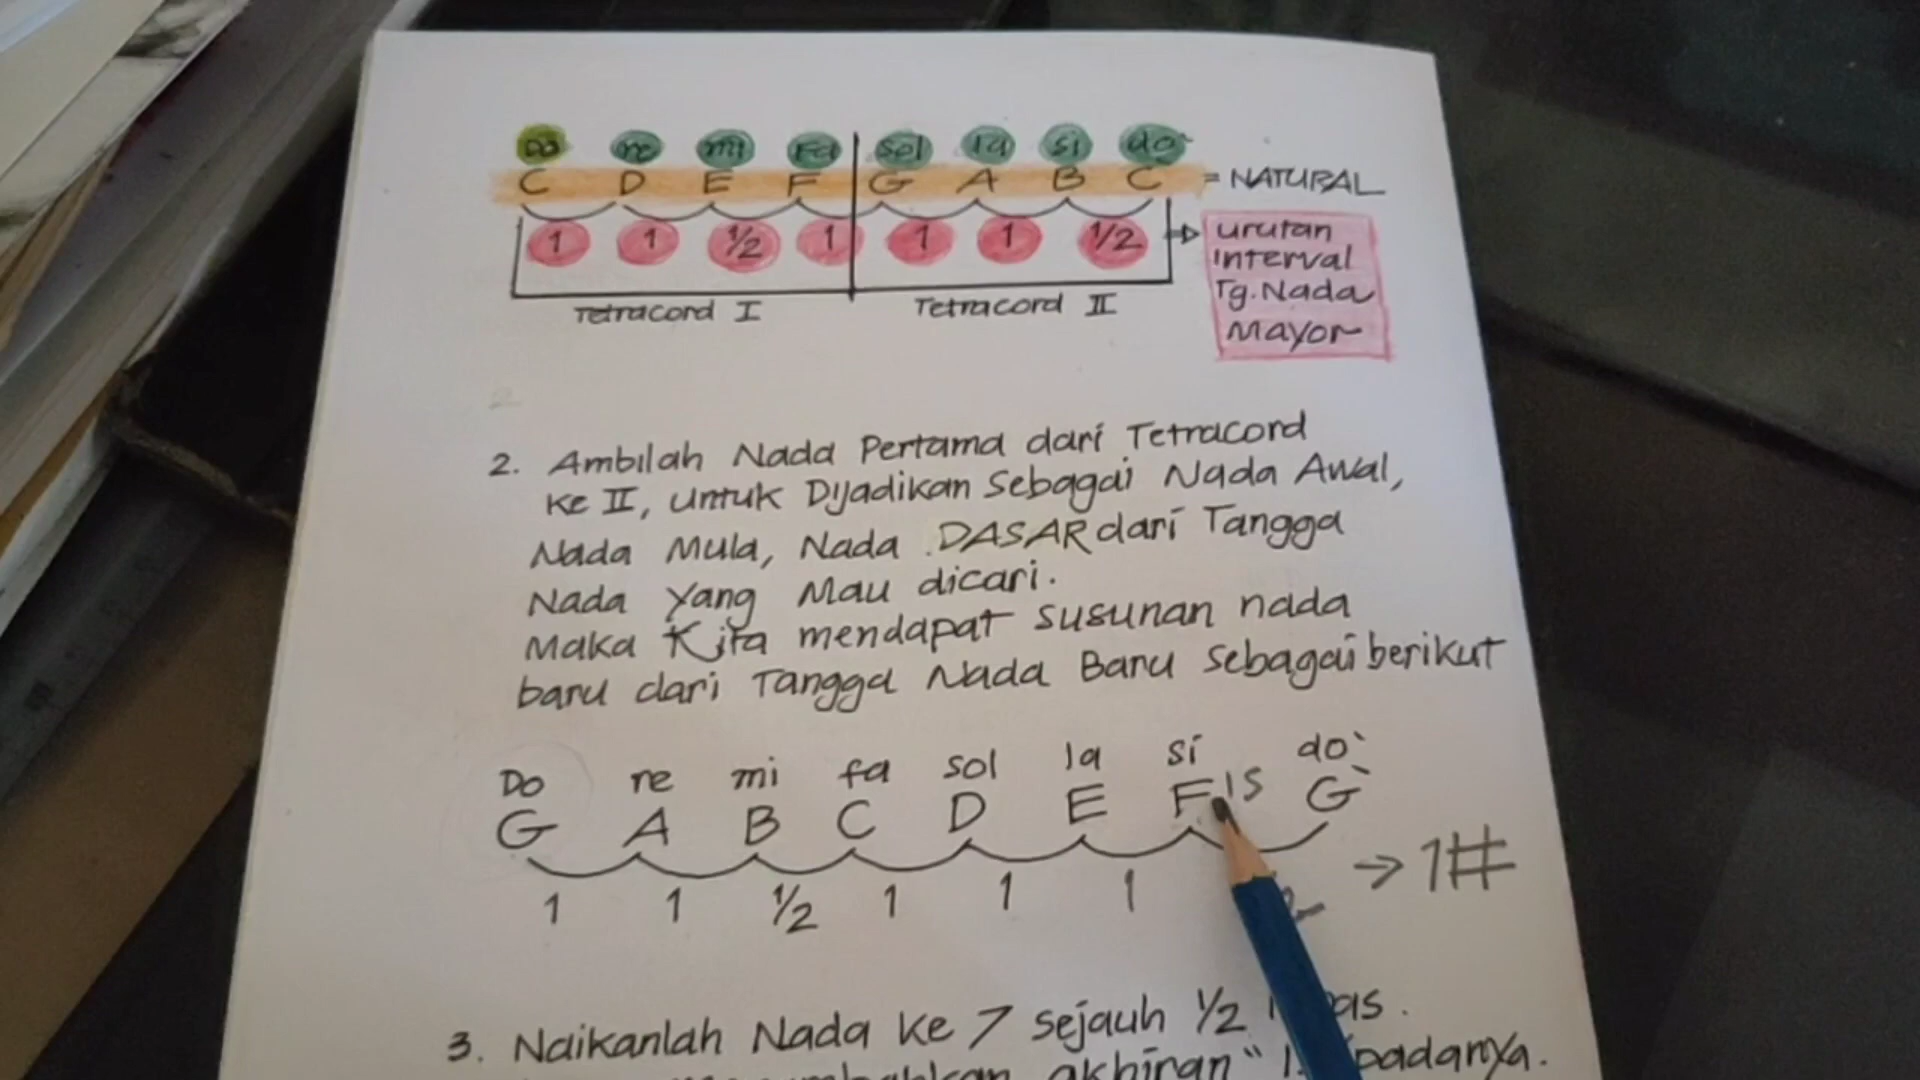 Do re mi Fa sol la si do
C D E F G A B C = NATURAL
1 1 1/2 1 1 1 1/2
urutan
Interval
Tg. Nada
Mayor
Tetracord I Tetracord II
2. Ambilah Nada Pertama dari Tetracord
Ke II, untuk Dijadikan Sebagai Nada Awal,
Nada Mula, Nada DASAR dari Tangga
Nada yang Mau dicari.
Maka Kita mendapat susunan nada
baru dari Tangga Nada Baru Sebagai berikut
Do re mi fa sol la si do
G A B C D E Fis G
1 1 1/2 1 1 1
→ 1#
3. Naikanlah Nada Ke 7 sejauh 1/2
akhiran " padanya.